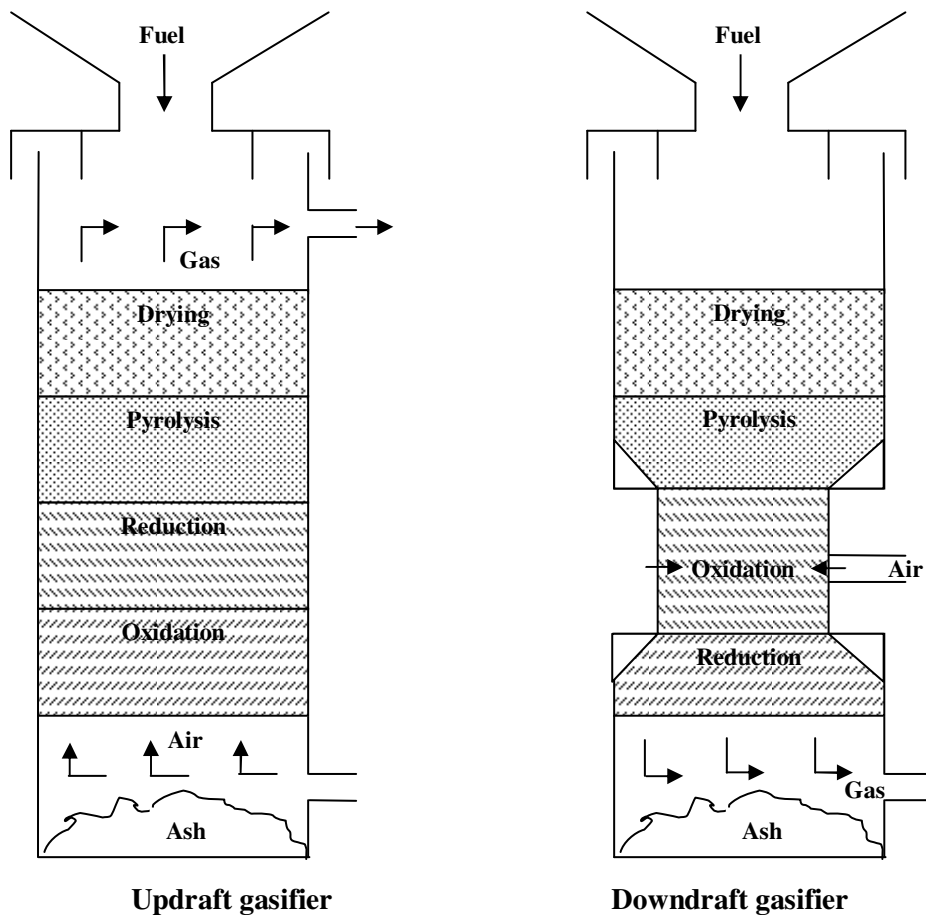 Fuel
Gas
Drying
Pyrolysis
Reduction
Oxidation
Air
Ash
Updraft gasifier
Fuel
Drying
Pyrolysis
Oxidation
Air
Reduction
Gas
Ash
Downdraft gasifier